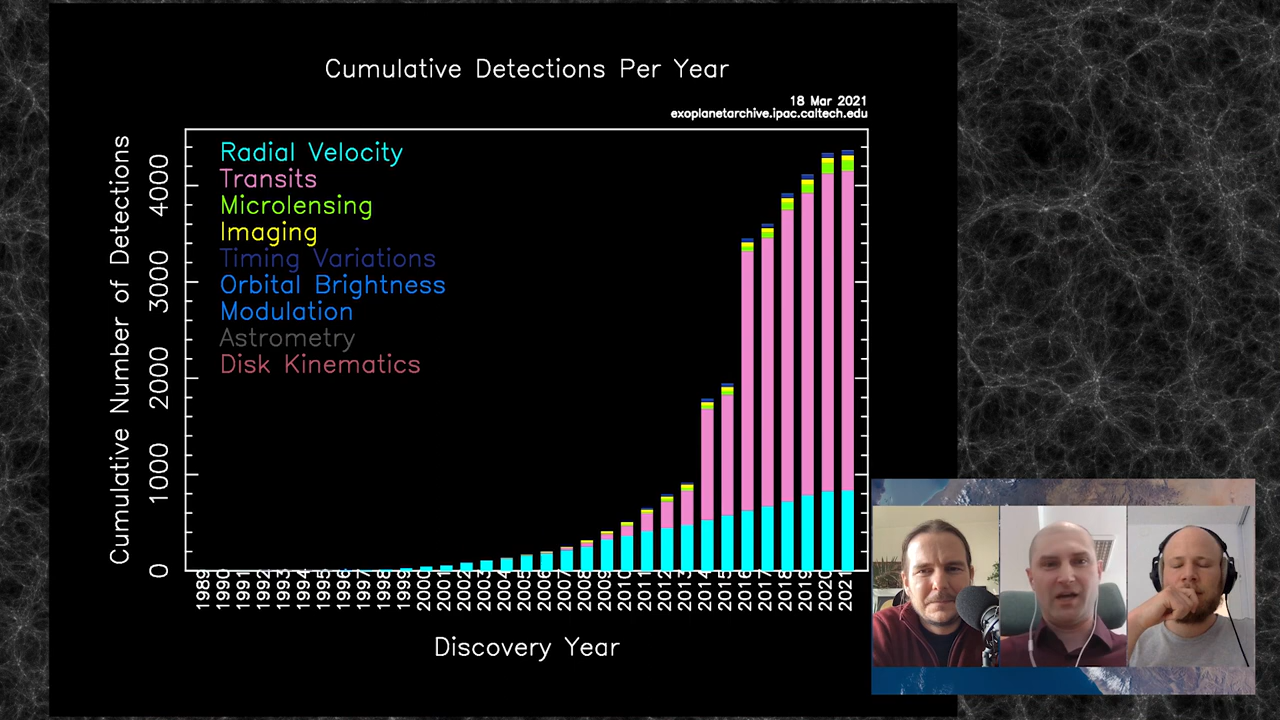 Cumulative Detections Per Year
18 Mar 2021
exoplanetarchive.ipac.caltech.edu
Radial Velocity
Transits
Microlensing
Imaging
Timing Variations
Orbital Brightness
Modulation
Astrometry
Disk Kinematics
Cumulative Number of Detections
4000
3000
2000
1000
0
1989 1990 1991 1992 1993 1994 1995 1996 1997 1998 1999 2000 2001 2002 2003 2004 2005 2006 2007 2008 2009 2010 2011 2012 2013 2014 2015 2016 2017 2018 2019 2020 2021
Discovery Year